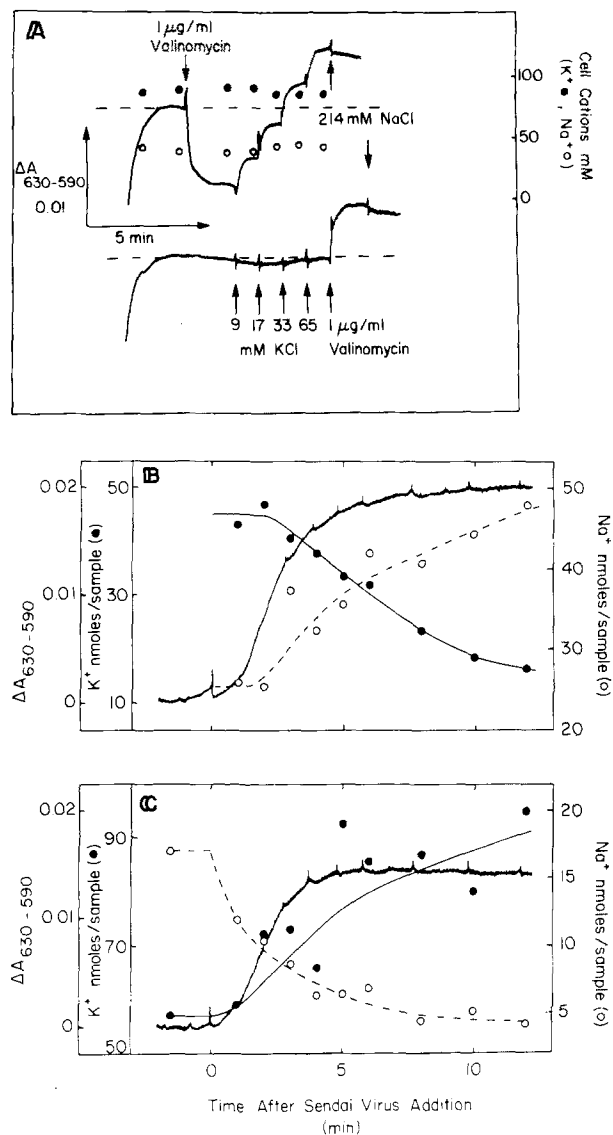 A
1 μg/ml
Valinomycin
100
50
0
Cell Cations mM
(K⁺●, Na⁺○)
214 mM NaCl
ΔA
630-590
0.01
5 min
9 17 33 65 1 μg/ml
mM KCl Valinomycin
B
0.02
0.01
0
ΔA630-590
50
30
10
K⁺ nmoles/sample (●)
50
40
30
20
Na⁺ nmoles/sample (○)
C
0.02
0.01
0
ΔA630-590
90
70
50
K⁺ nmoles/sample (●)
20
15
10
5
Na⁺ nmoles/sample (○)
0 5 10
Time After Sendai Virus Addition
(min)